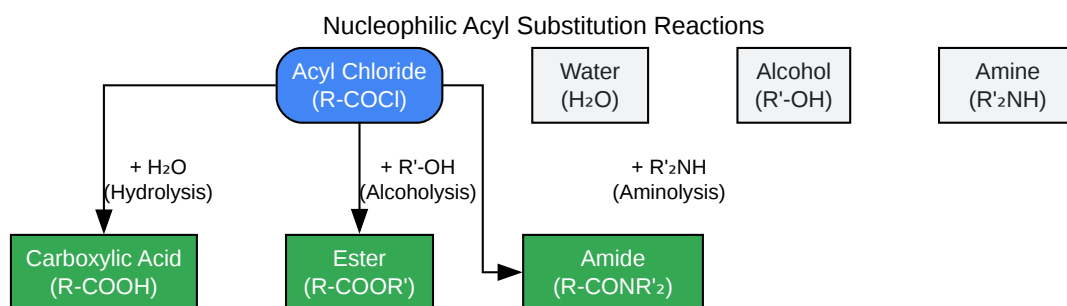 Nucleophilic Acyl Substitution Reactions
Acyl Chloride
(R-COCl)
Water
(H₂O)
Alcohol
(R'-OH)
Amine
(R'₂NH)
+ H₂O
(Hydrolysis)
+ R'-OH
(Alcoholysis)
+ R'₂NH
(Aminolysis)
Carboxylic Acid
(R-COOH)
Ester
(R-COOR')
Amide
(R-CONR'₂)